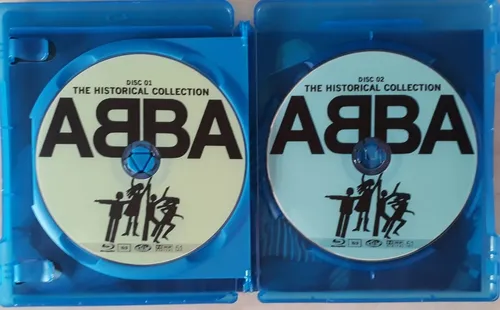 DISC 01
THE HISTORICAL COLLECTION
ABBA
DISC 02
THE HISTORICAL COLLECTION
ABBA